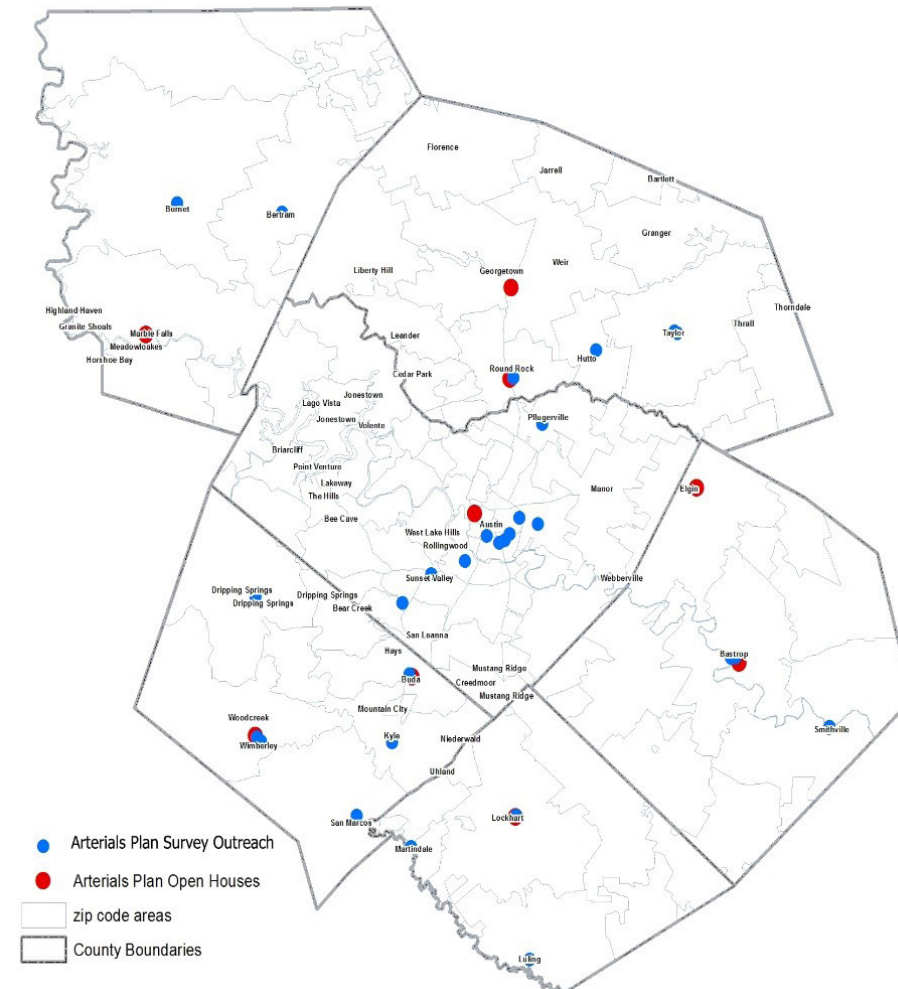 Florence
Jarrell
Bartlett
Burnet
Bertram
Granger
Georgetown
Weir
Liberty Hill
Highland Haven
Granite Shoals
Marble Falls
Meadowloakes
Horshoe Bay
Leander
Taylor
Thrall
Thorndale
Hutto
Cedar Park
Round Rock
Lago Vista
Jonestown
Jonestown
Volente
Pflugerville
Briarcliff
Point Venture
Lakeway
The Hills
Manor
Elgin
Bee Cave
West Lake Hills
Austin
Rollingwood
Sunset Valley
Webberville
Dripping Springs
Dripping Springs
Dripping Springs
Bear Creek
San Leanna
Hays
Buda
Mustang Ridge
Creedmoor
Mustang Ridge
Bastrop
Smithville
Mountain City
Woodcreek
Wimberley
Kyle
Niederwald
Uhland
San Marcos
Martindale
Lockhart
Luling
Arterials Plan Survey Outreach
Arterials Plan Open Houses
zip code areas
County Boundaries